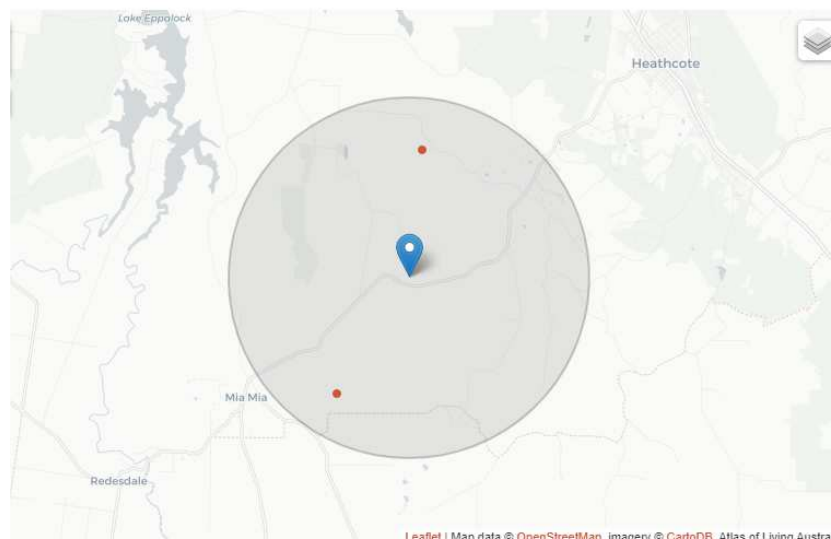 Lake Eppalock
Heathcote
Mia Mia
Redesdale
Leaflet | Map data © OpenStreetMap, imagery © CartoDB, Atlas of Living Austra